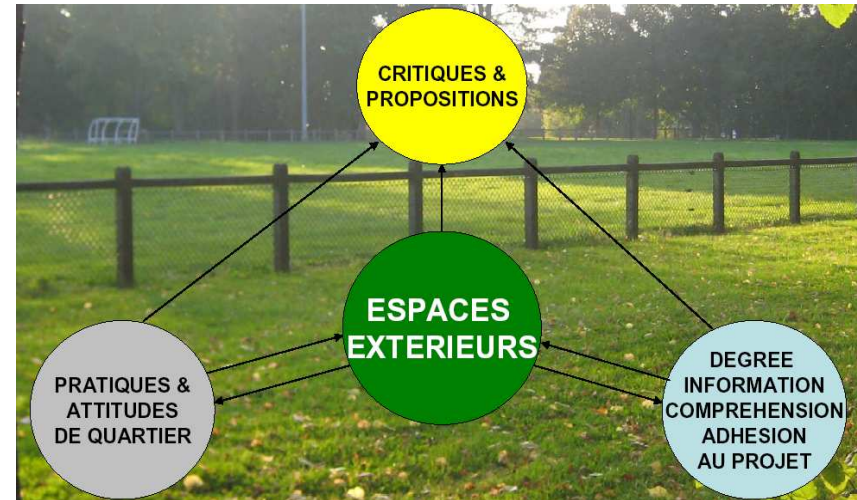 CRITIQUES &
PROPOSITIONS
ESPACES
EXTERIEURS
PRATIQUES &
ATTITUDES
DE QUARTIER
DEGREE
INFORMATION
COMPREHENSION
ADHESION
AU PROJET